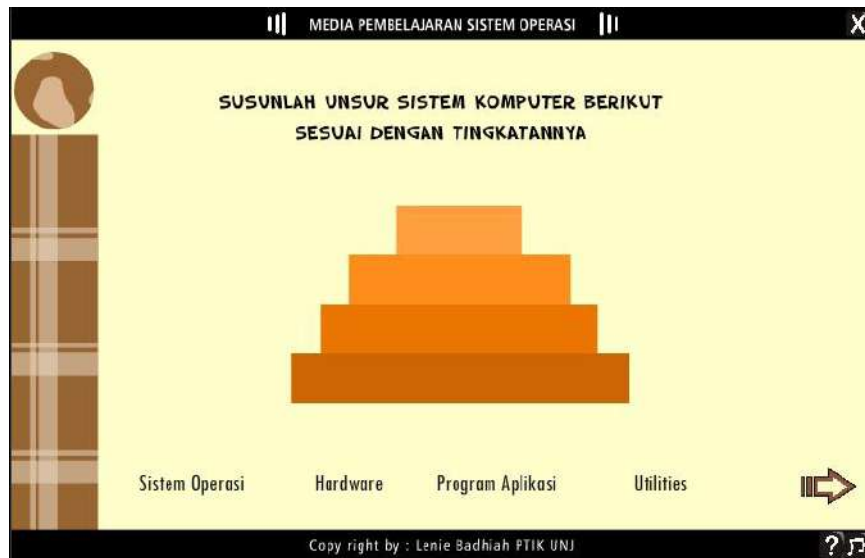 MEDIA PEMBELAJARAN SISTEM OPERASI
X
SUSUNLAH UNSUR SISTEM KOMPUTER BERIKUT
SESUAI DENGAN TINGKATANNYA
Sistem Operasi Hardware Program Aplikasi Utilities
Copy right by : Lenie Badhiah PTIK UNJ
?